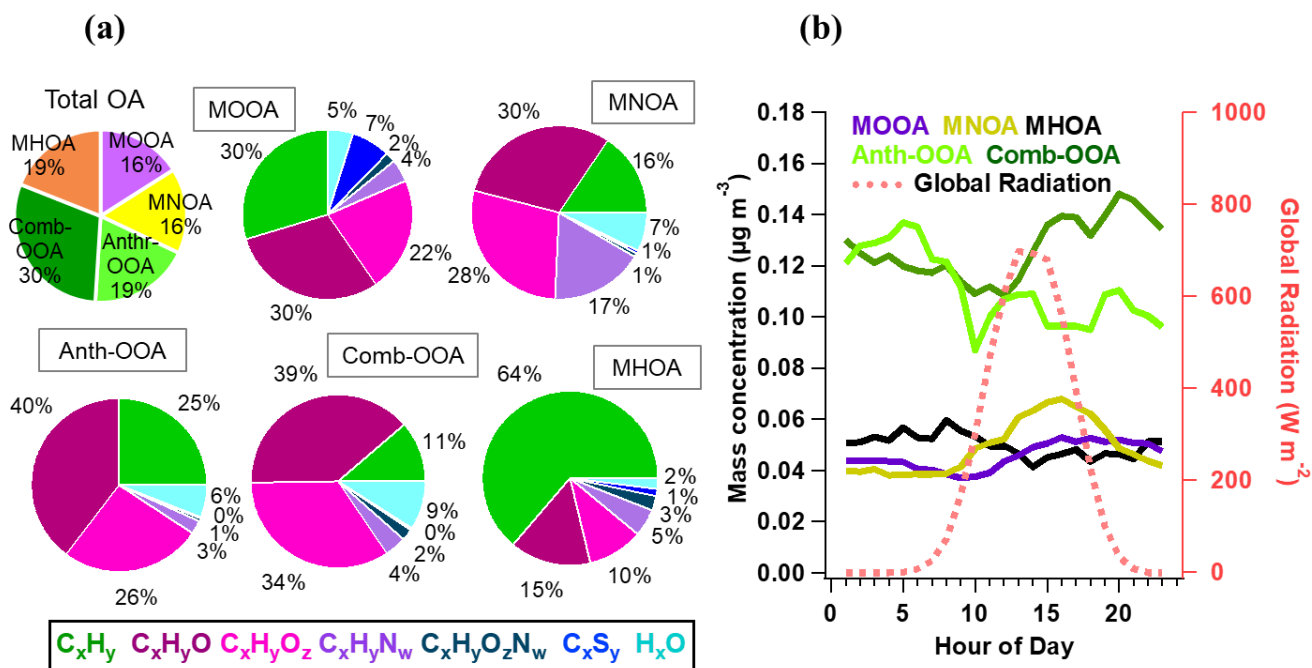 (a)
Total OA
MHOA
19%
MOOA
16%
MNOA
16%
Anthr-
OOA
19%
Comb-
OOA
30%
MOOA
5%
7%
2%
4%
22%
30%
30%
MNOA
30%
16%
7%
1%
1%
17%
28%
Anth-OOA
40%
25%
6%
0%
1%
3%
26%
Comb-OOA
39%
11%
9%
0%
2%
4%
34%
MHOA
64%
2%
1%
3%
5%
10%
15%
CxHy CxHyO CxHyOz CxHyNw CxHyOzNw CxSy HxO
(b)
MOOA MNOA MHOA
Anth-OOA Comb-OOA
Global Radiation
Mass concentration (µg m-3)
0.18
0.16
0.14
0.12
0.10
0.08
0.06
0.04
0.02
0.00
0 5 10 15 20
Hour of Day
1000
800
600
400
200
0
Global Radiation (W m-2)